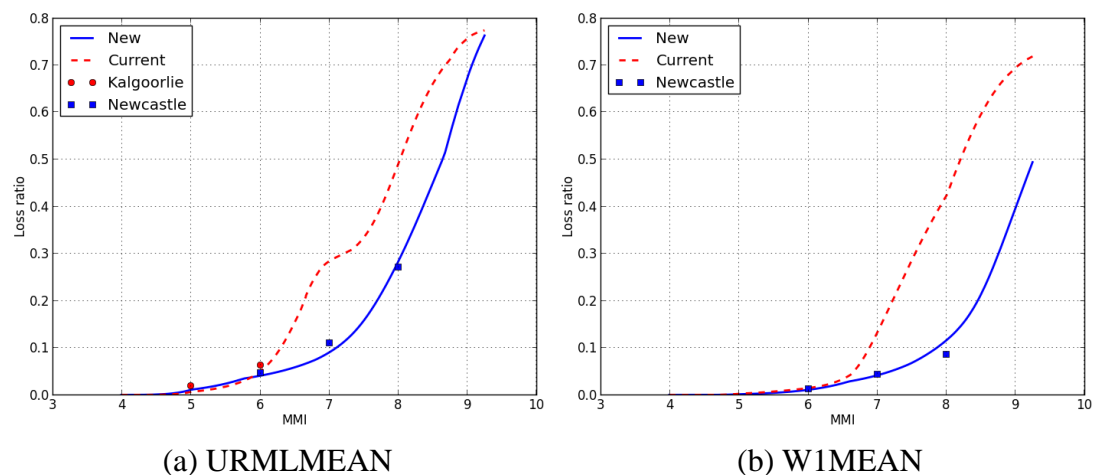 0.8
0.7
0.6
0.5
0.4
0.3
0.2
0.1
0.0
Loss ratio
New
Current
Kalgoorlie
Newcastle
3 4 5 6 7 8 9 10
MMI
(a) URMLMEAN
0.8
0.7
0.6
0.5
0.4
0.3
0.2
0.1
0.0
Loss ratio
New
Current
Newcastle
3 4 5 6 7 8 9 10
MMI
(b) W1MEAN